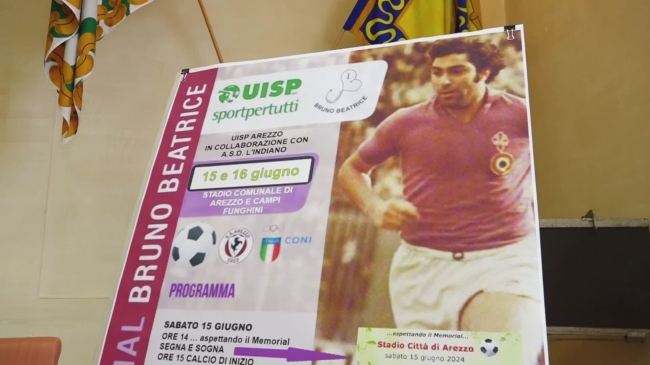 IAL BRUNO BEATRICE
UISP
sportpertutti
BRUNO BEATRICE
UISP AREZZO
IN COLLABORAZIONE CON
A.S.D. L'INDIANO
15 e 16 giugno
STADIO COMUNALE DI
AREZZO E CAMPI
FUNGHINI
CONI
PROGRAMMA
SABATO 15 GIUGNO
ORE 14 ... aspettando il Memorial
SEGNA E SOGNA
ORE 15 CALCIO DI INIZIO
...aspettando il Memorial...
Stadio Città di Arezzo
sabato 15 giugno 2024